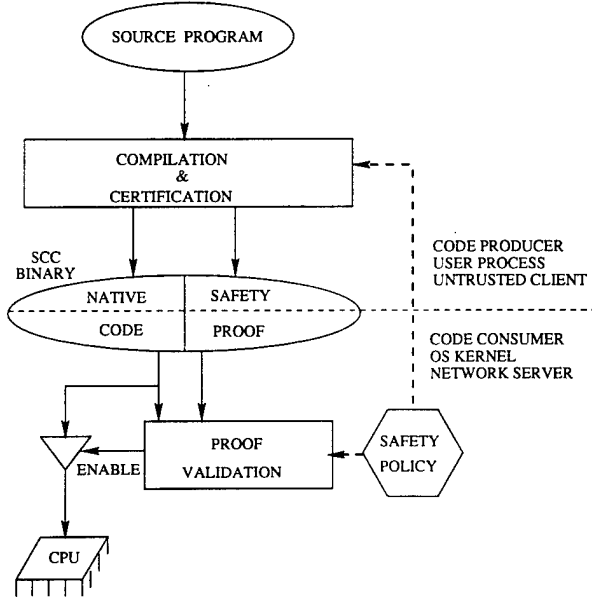 SOURCE PROGRAM
COMPILATION
&
CERTIFICATION
SCC
BINARY
CODE PRODUCER
USER PROCESS
UNTRUSTED CLIENT
NATIVE SAFETY
CODE PROOF
CODE CONSUMER
OS KERNEL
NETWORK SERVER
PROOF
VALIDATION
SAFETY
POLICY
ENABLE
CPU